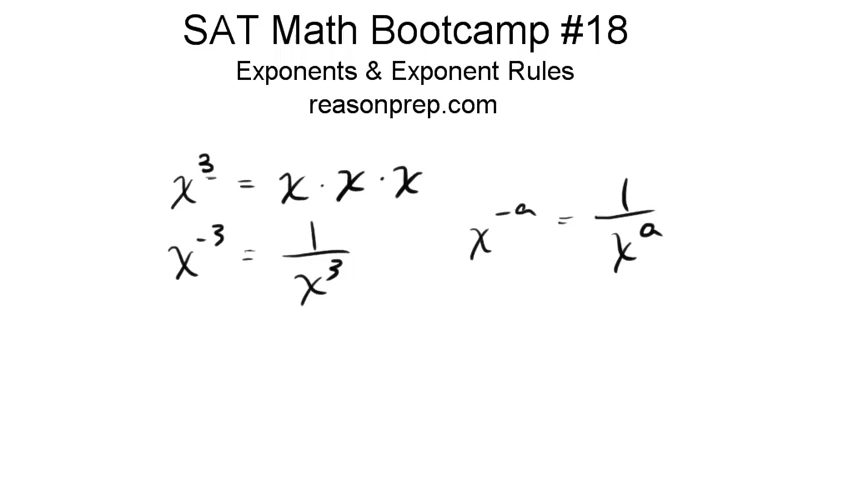 SAT Math Bootcamp #18
Exponents & Exponent Rules
reasonprep.com
x³ = x · x · x
x⁻³ = 1/x³
x⁻ᵃ = 1/xᵃ